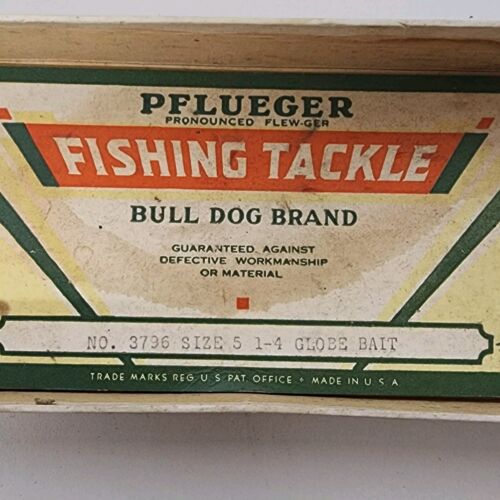 PFLUEGER
PRONOUNCED FLEW-GER
FISHING TACKLE
BULL DOG BRAND
GUARANTEED AGAINST
DEFECTIVE WORKMANSHIP
OR MATERIAL
NO. 3796 SIZE 5 1-4 GLOBE BAIT
TRADE MARKS REG U S PAT. OFFICE • MADE IN U. S. A